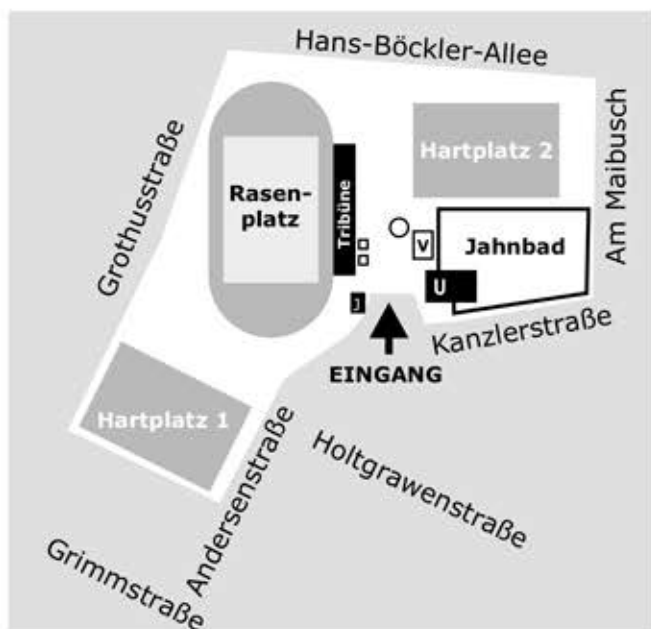 Hans-Böckler-Allee
Am Maibusch
Grothusstraße
Hartplatz 2
Rasen-
platz
Tribüne
V
Jahnbad
U
J
Kanzlerstraße
EINGANG
Hartplatz 1
Andersenstraße
Holtgrawenstraße
Grimmstraße